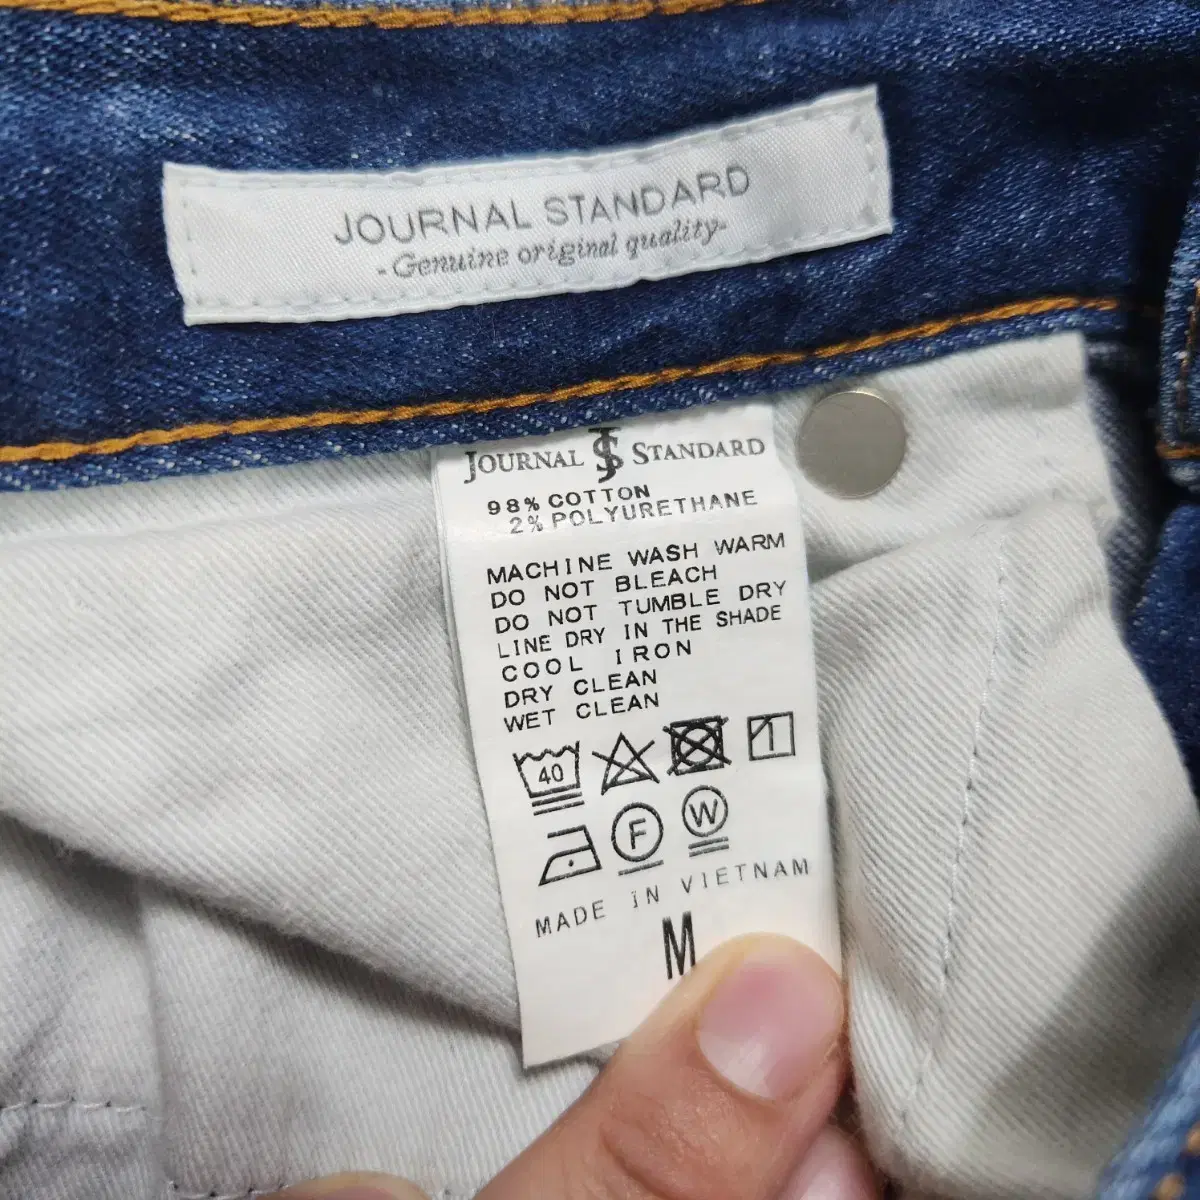 JOURNAL STANDARD
-Genuine original quality-
JOURNAL JS STANDARD
98% COTTON
2% POLYURETHANE
MACHINE WASH WARM
DO NOT BLEACH
DO NOT TUMBLE DRY
LINE DRY IN THE SHADE
COOL IRON
DRY CLEAN
WET CLEAN
40
F W
MADE IN VIETNAM
M